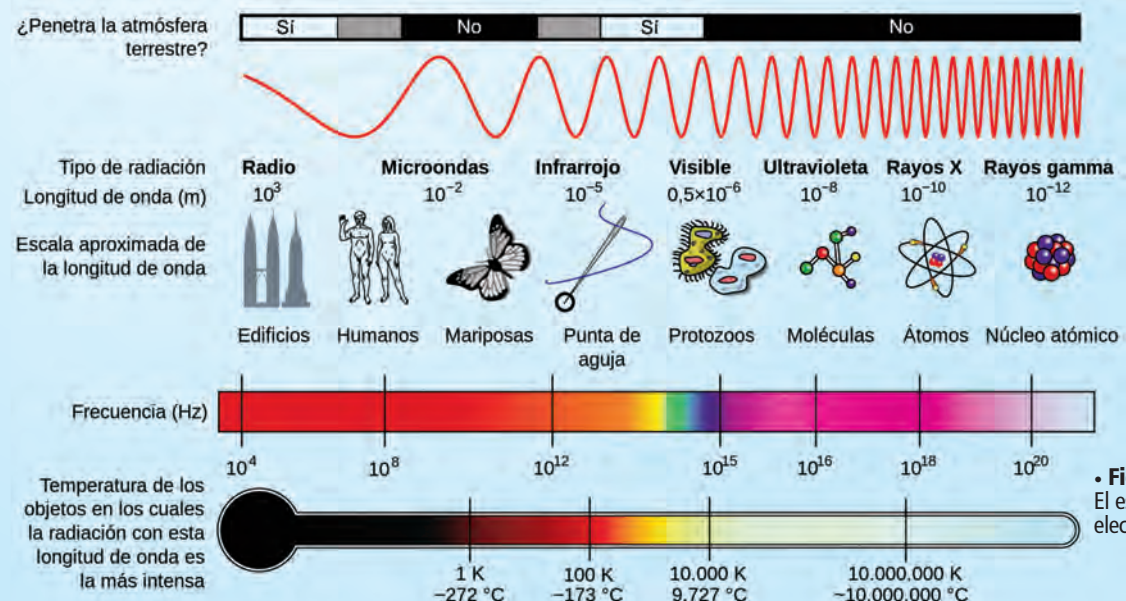 ¿Penetra la atmósfera
terrestre?
Sí No Sí No
Tipo de radiación Radio Microondas Infrarrojo Visible Ultravioleta Rayos X Rayos gamma
Longitud de onda (m) 10³ 10⁻² 10⁻⁵ 0,5×10⁻⁶ 10⁻⁸ 10⁻¹⁰ 10⁻¹²
Escala aproximada de
la longitud de onda
Edificios Humanos Mariposas Punta de Protozoos Moléculas Átomos Núcleo atómico
aguja
Frecuencia (Hz)
10⁴ 10⁸ 10¹² 10¹⁵ 10¹⁶ 10¹⁸ 10²⁰
Temperatura de los
objetos en los cuales
la radiación con esta
longitud de onda es
la más intensa
1 K 100 K 10.000 K 10.000.000 K
−272 °C −173 °C 9.727 °C ~10.000.000 °C
• Fi
El e
elec